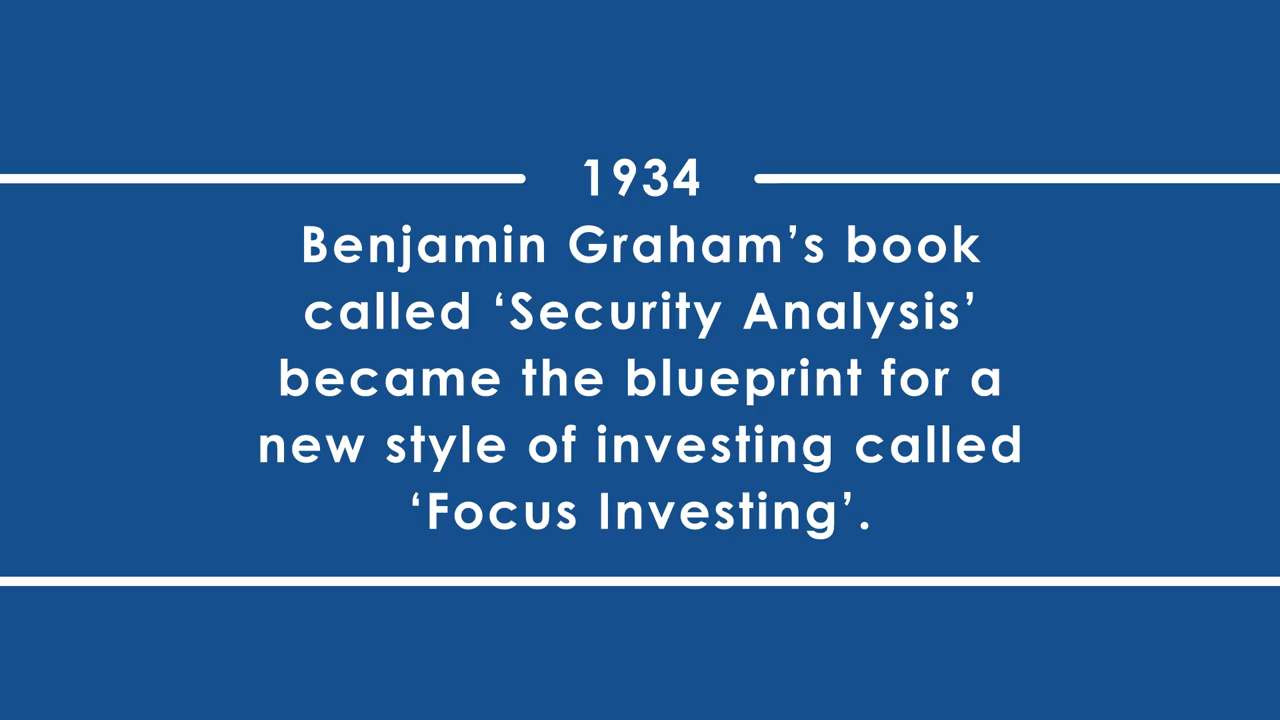 1934
Benjamin Graham’s book
called ‘Security Analysis’
became the blueprint for a
new style of investing called
‘Focus Investing’.